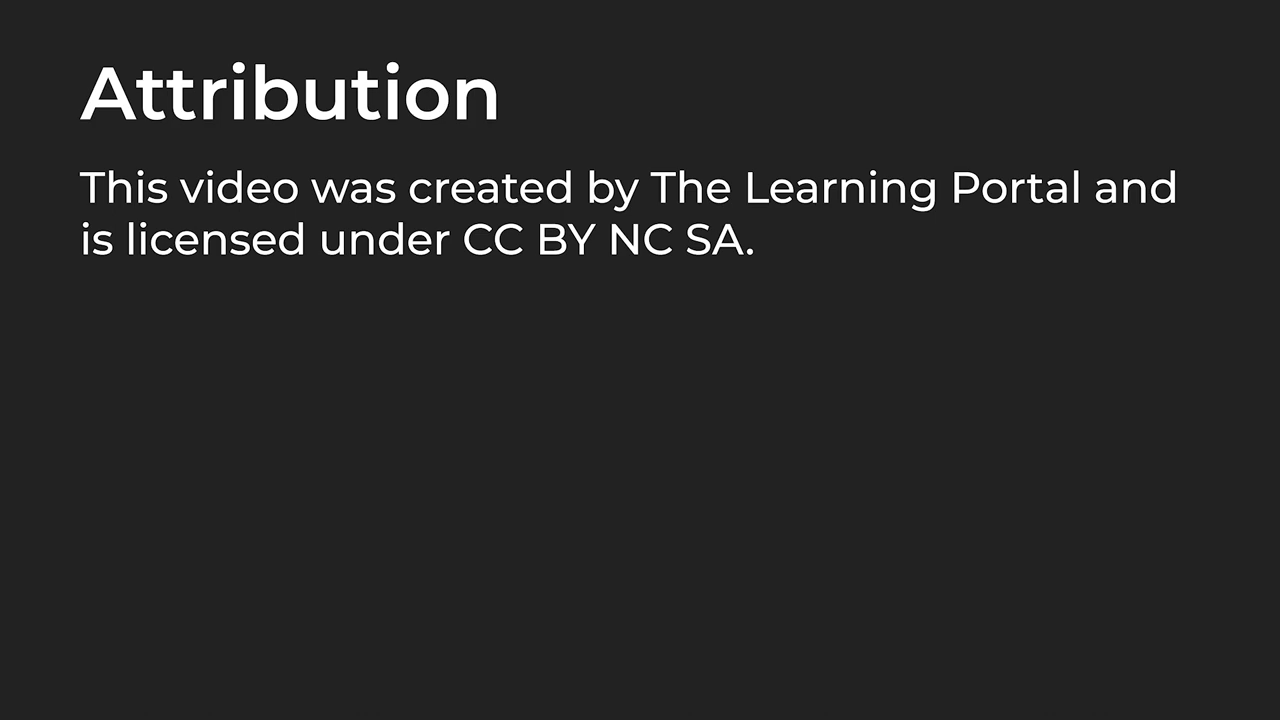 Attribution
This video was created by The Learning Portal and
is licensed under CC BY NC SA.